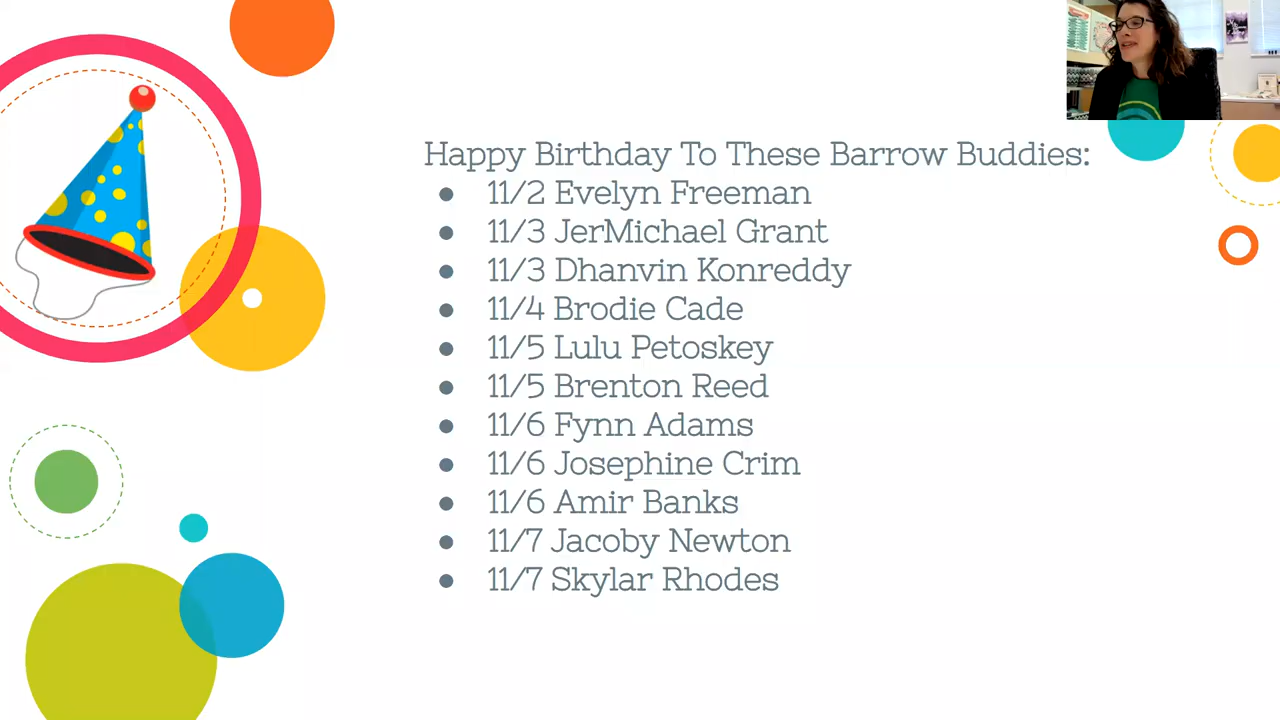 Happy Birthday To These Barrow Buddies:
● 11/2 Evelyn Freeman
● 11/3 JerMichael Grant
● 11/3 Dhanvin Konreddy
● 11/4 Brodie Cade
● 11/5 Lulu Petoskey
● 11/5 Brenton Reed
● 11/6 Fynn Adams
● 11/6 Josephine Crim
● 11/6 Amir Banks
● 11/7 Jacoby Newton
● 11/7 Skylar Rhodes